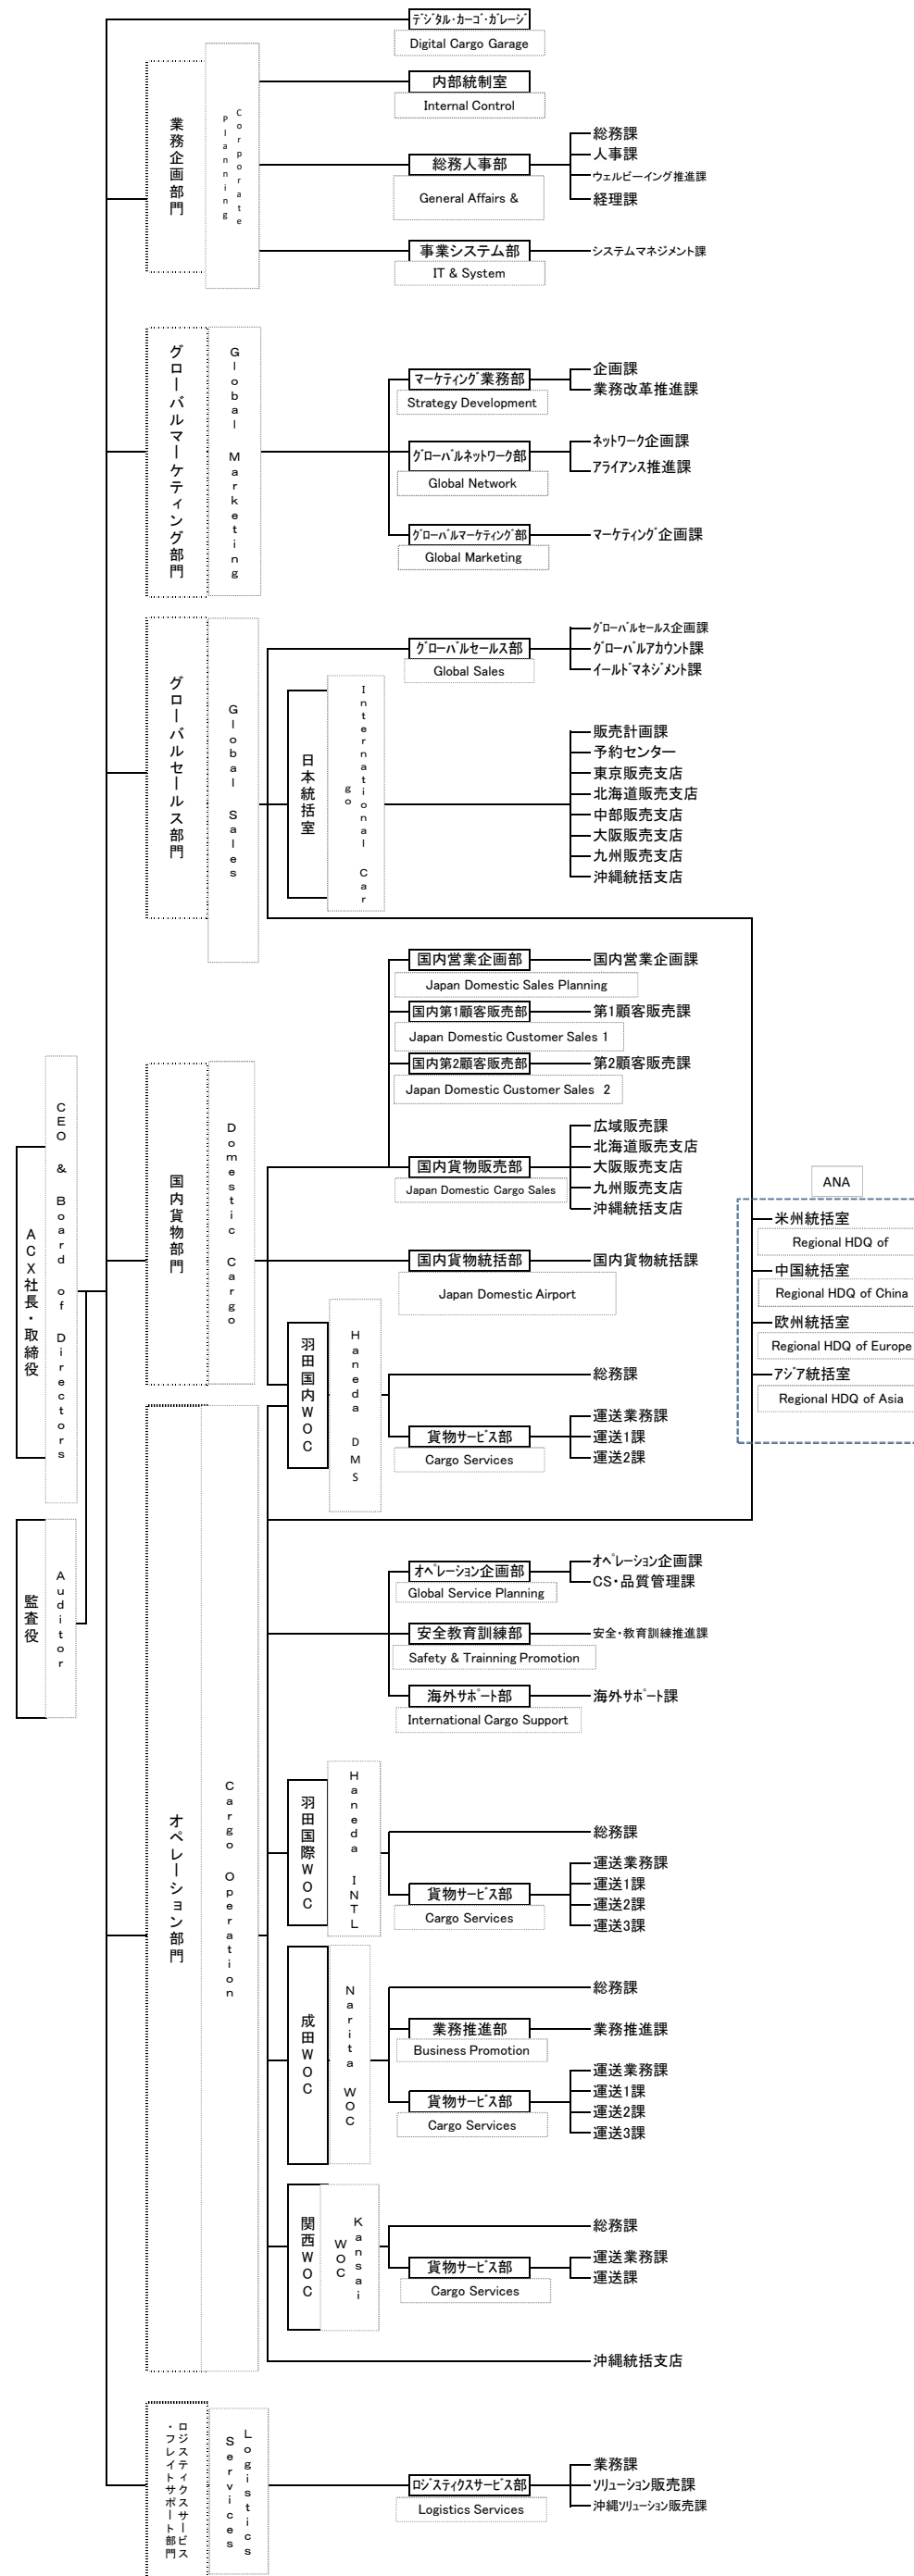 デジタル・カーゴ・ガレージ
Digital Cargo Garage
業務企画部門
Corporate
Planning
内部統制室
Internal Control
総務人事部
General Affairs &
総務課
人事課
ウェルビーイング推進課
経理課
事業システム部
IT & System
システムマネジメント課
グローバルマーケティング部門
Global Marketing
マーケティング業務部
Strategy Development
企画課
業務改革推進課
グローバルネットワーク部
Global Network
ネットワーク企画課
アライアンス推進課
グローバルマーケティング部
Global Marketing
マーケティング企画課
グローバルセールス部門
Global Sales
グローバルセールス部
Global Sales
グローバルセールス企画課
グローバルアカウント課
イールドマネジメント課
日本統括室
International Car
go
販売計画課
予約センター
東京販売支店
北海道販売支店
中部販売支店
大阪販売支店
九州販売支店
沖縄統括支店
ACX社長・取締役
CEO & Board of Directors
監査役
Auditor
国内貨物部門
Domestic Cargo
国内営業企画部
Japan Domestic Sales Planning
国内営業企画課
国内第1顧客販売部
Japan Domestic Customer Sales 1
第1顧客販売課
国内第2顧客販売部
Japan Domestic Customer Sales 2
第2顧客販売課
国内貨物販売部
Japan Domestic Cargo Sales
広域販売課
北海道販売支店
大阪販売支店
九州販売支店
沖縄統括支店
国内貨物統括部
Japan Domestic Airport
国内貨物統括課
羽田国内WOC
Haneda DMS
総務課
貨物サービス部
Cargo Services
運送業務課
運送1課
運送2課
ANA
米州統括室
Regional HDQ of
中国統括室
Regional HDQ of China
欧州統括室
Regional HDQ of Europe
アジア統括室
Regional HDQ of Asia
オペレーション部門
Cargo Operation
オペレーション企画部
Global Service Planning
オペレーション企画課
CS・品質管理課
安全教育訓練部
Safety & Trainning Promotion
安全・教育訓練推進課
海外サポート部
International Cargo Support
海外サポート課
羽田国際WOC
Haneda INTL
総務課
貨物サービス部
Cargo Services
運送業務課
運送1課
運送2課
運送3課
成田WOC
Narita WOC
総務課
業務推進部
Business Promotion
業務推進課
貨物サービス部
Cargo Services
運送業務課
運送1課
運送2課
運送3課
関西WOC
Kansai
WOC
総務課
貨物サービス部
Cargo Services
運送業務課
運送課
沖縄統括支店
ロジスティクスサービス
・フレイトサポート部門
Logistics
Services
ロジスティクスサービス部
Logistics Services
業務課
ソリューション販売課
沖縄ソリューション販売課